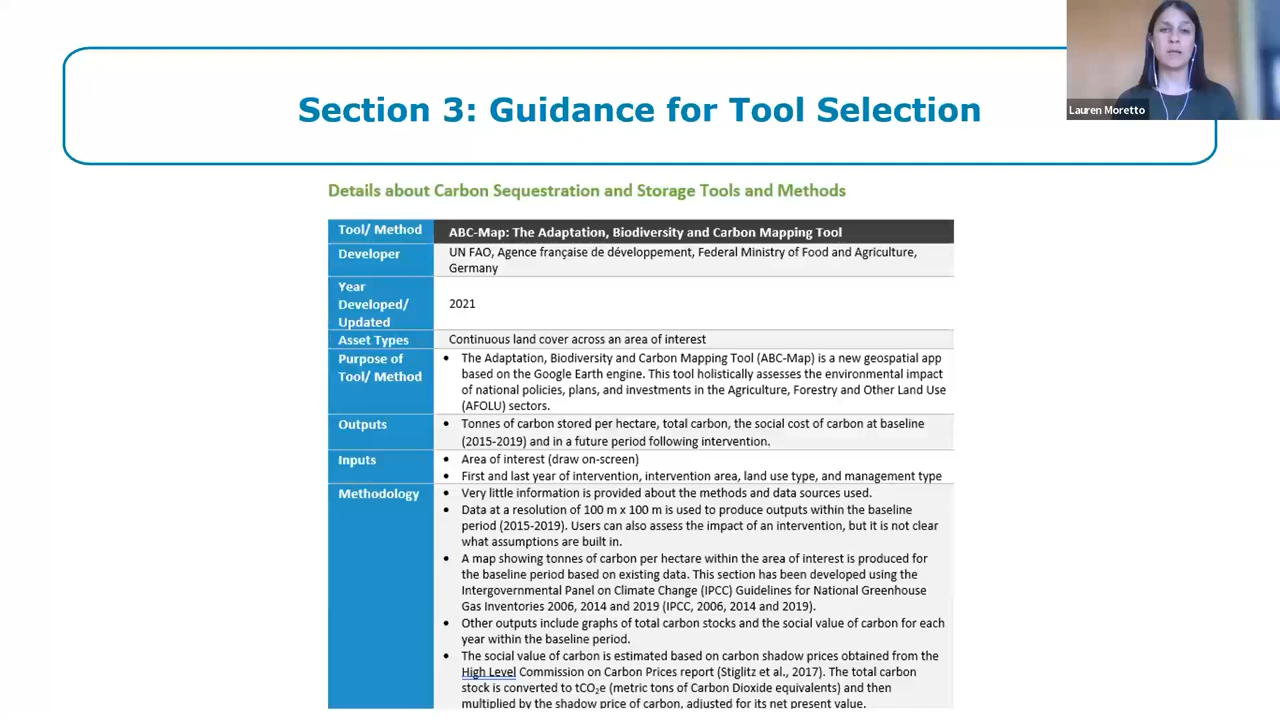 Section 3: Guidance for Tool Selection
Lauren Moretto
Details about Carbon Sequestration and Storage Tools and Methods
Tool/ Method
ABC-Map: The Adaptation, Biodiversity and Carbon Mapping Tool
Developer
UN FAO, Agence française de développement, Federal Ministry of Food and Agriculture,
Germany
Year
Developed/
Updated
2021
Asset Types
Continuous land cover across an area of interest
Purpose of
Tool/ Method
• The Adaptation, Biodiversity and Carbon Mapping Tool (ABC-Map) is a new geospatial app
based on the Google Earth engine. This tool holistically assesses the environmental impact
of national policies, plans, and investments in the Agriculture, Forestry and Other Land Use
(AFOLU) sectors.
Outputs
• Tonnes of carbon stored per hectare, total carbon, the social cost of carbon at baseline
(2015-2019) and in a future period following intervention.
Inputs
• Area of interest (draw on-screen)
• First and last year of intervention, intervention area, land use type, and management type
Methodology
• Very little information is provided about the methods and data sources used.
• Data at a resolution of 100 m x 100 m is used to produce outputs within the baseline
period (2015-2019). Users can also assess the impact of an intervention, but it is not clear
what assumptions are built in.
• A map showing tonnes of carbon per hectare within the area of interest is produced for
the baseline period based on existing data. This section has been developed using the
Intergovernmental Panel on Climate Change (IPCC) Guidelines for National Greenhouse
Gas Inventories 2006, 2014 and 2019 (IPCC, 2006, 2014 and 2019).
• Other outputs include graphs of total carbon stocks and the social value of carbon for each
year within the baseline period.
• The social value of carbon is estimated based on carbon shadow prices obtained from the
High Level Commission on Carbon Prices report (Stiglitz et al., 2017). The total carbon
stock is converted to tCO₂e (metric tons of Carbon Dioxide equivalents) and then
multiplied by the shadow price of carbon, adjusted for its net present value.